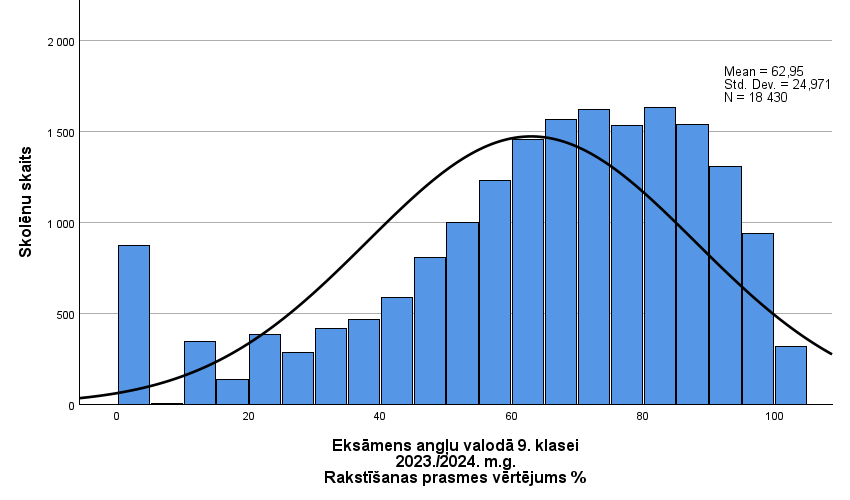 2 000
Mean = 62,95
Std. Dev. = 24,971
N = 18 430
1 500
Skolēnu skaits
1 000
500
0
0 20 40 60 80 100
Eksāmens angļu valodā 9. klasei
2023./2024. m.g.
Rakstīšanas prasmes vērtējums %